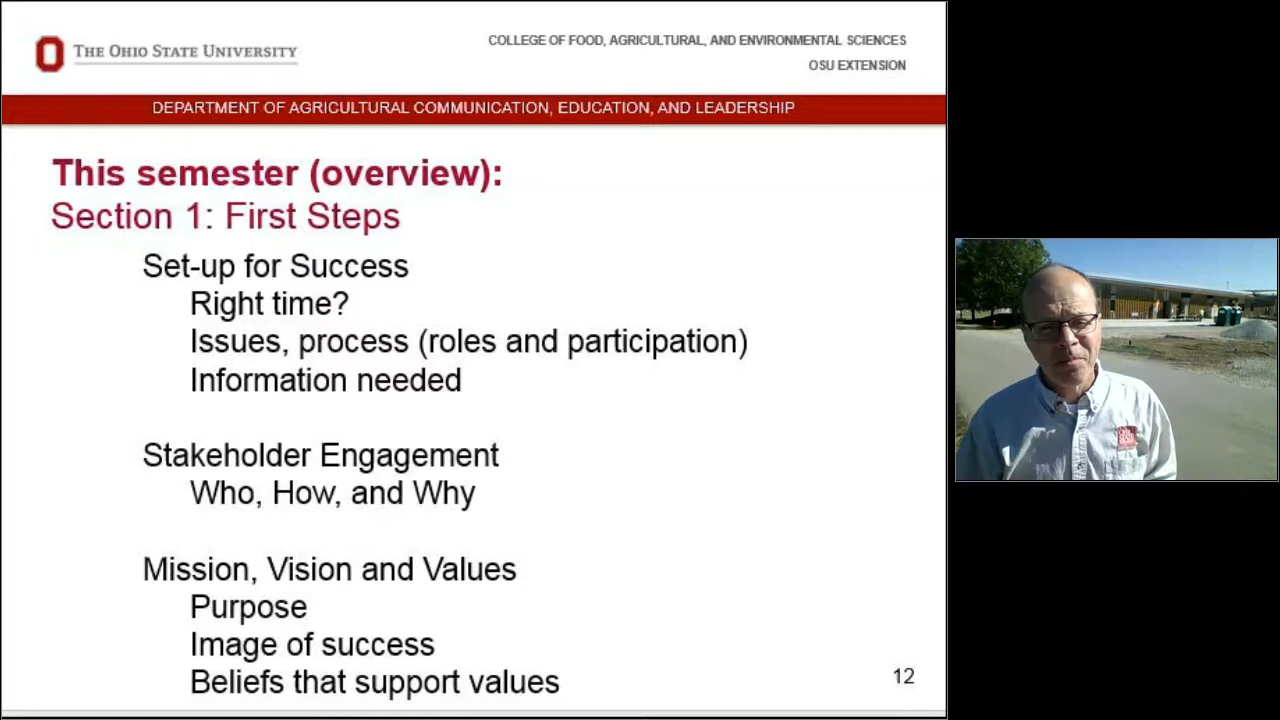 THE OHIO STATE UNIVERSITY
COLLEGE OF FOOD, AGRICULTURAL, AND ENVIRONMENTAL SCIENCES
OSU EXTENSION
DEPARTMENT OF AGRICULTURAL COMMUNICATION, EDUCATION, AND LEADERSHIP
This semester (overview):
Section 1: First Steps
Set-up for Success
Right time?
Issues, process (roles and participation)
Information needed
Stakeholder Engagement
Who, How, and Why
Mission, Vision and Values
Purpose
Image of success
Beliefs that support values
12